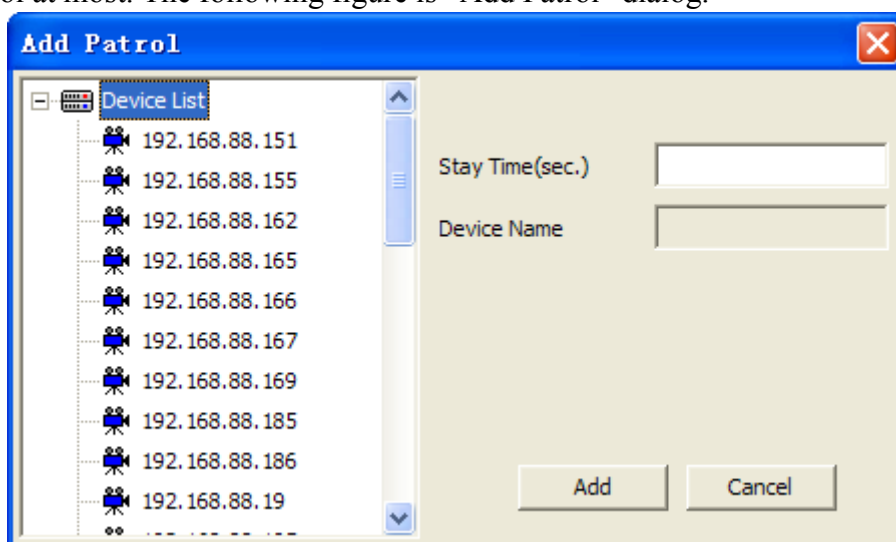 ol at most. The following figure is "Add Patrol" dialog.
Add Patrol
Device List
192.168.88.151
192.168.88.155
192.168.88.162
192.168.88.165
192.168.88.166
192.168.88.167
192.168.88.169
192.168.88.185
192.168.88.186
192.168.88.19
Stay Time(sec.)
Device Name
Add
Cancel